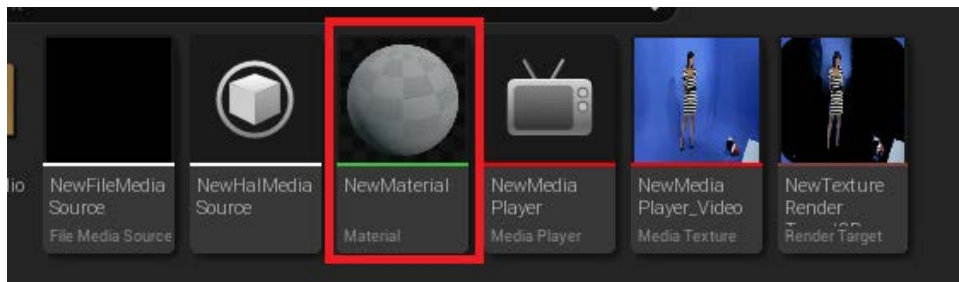 lio
NewFileMedia
Source
File Media Source
NewHalMedia
Source
NewMaterial
Material
NewMedia
Player
Media Player
NewMedia
Player_Video
Media Texture
NewTexture
Render
Render Target